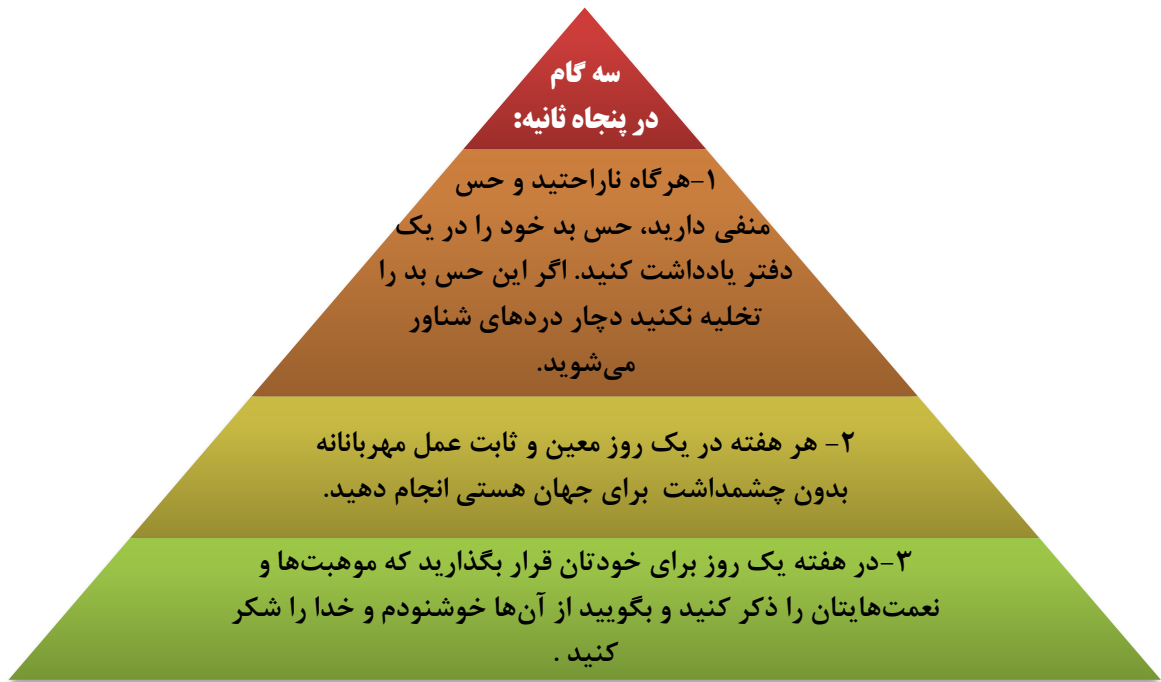 سه گام
در پنجاه ثانیه:
۱-هرگاه ناراحتید و حس
منفی دارید، حس بد خود را در یک
دفتر یادداشت کنید. اگر این حس بد را
تخلیه نکنید دچار دردهای شناور
می‌شوید.
۲- هر هفته در یک روز معین و ثابت عمل مهربانانه
بدون چشمداشت برای جهان هستی انجام دهید.
۳-در هفته یک روز برای خودتان قرار بگذارید که موهبت‌ها و
نعمت‌هایتان را ذکر کنید و بگویید از آن‌ها خوشنودم و خدا را شکر
کنید .